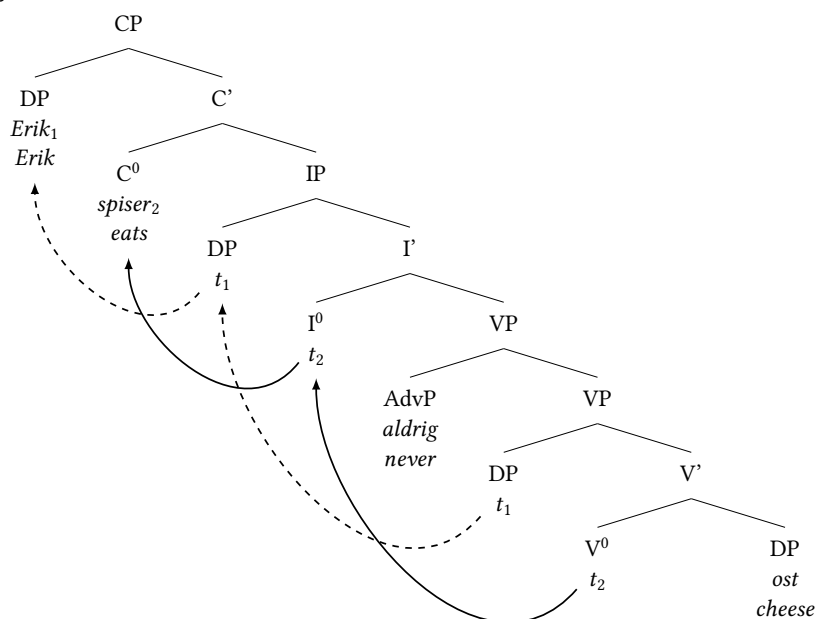 CP
DP C’
Erik₁
Erik
C⁰ IP
spiser₂
eats
DP I’
t₁
I⁰ VP
t₂
AdvP VP
aldrig
never
DP V’
t₁
V⁰ DP
t₂ ost
cheese